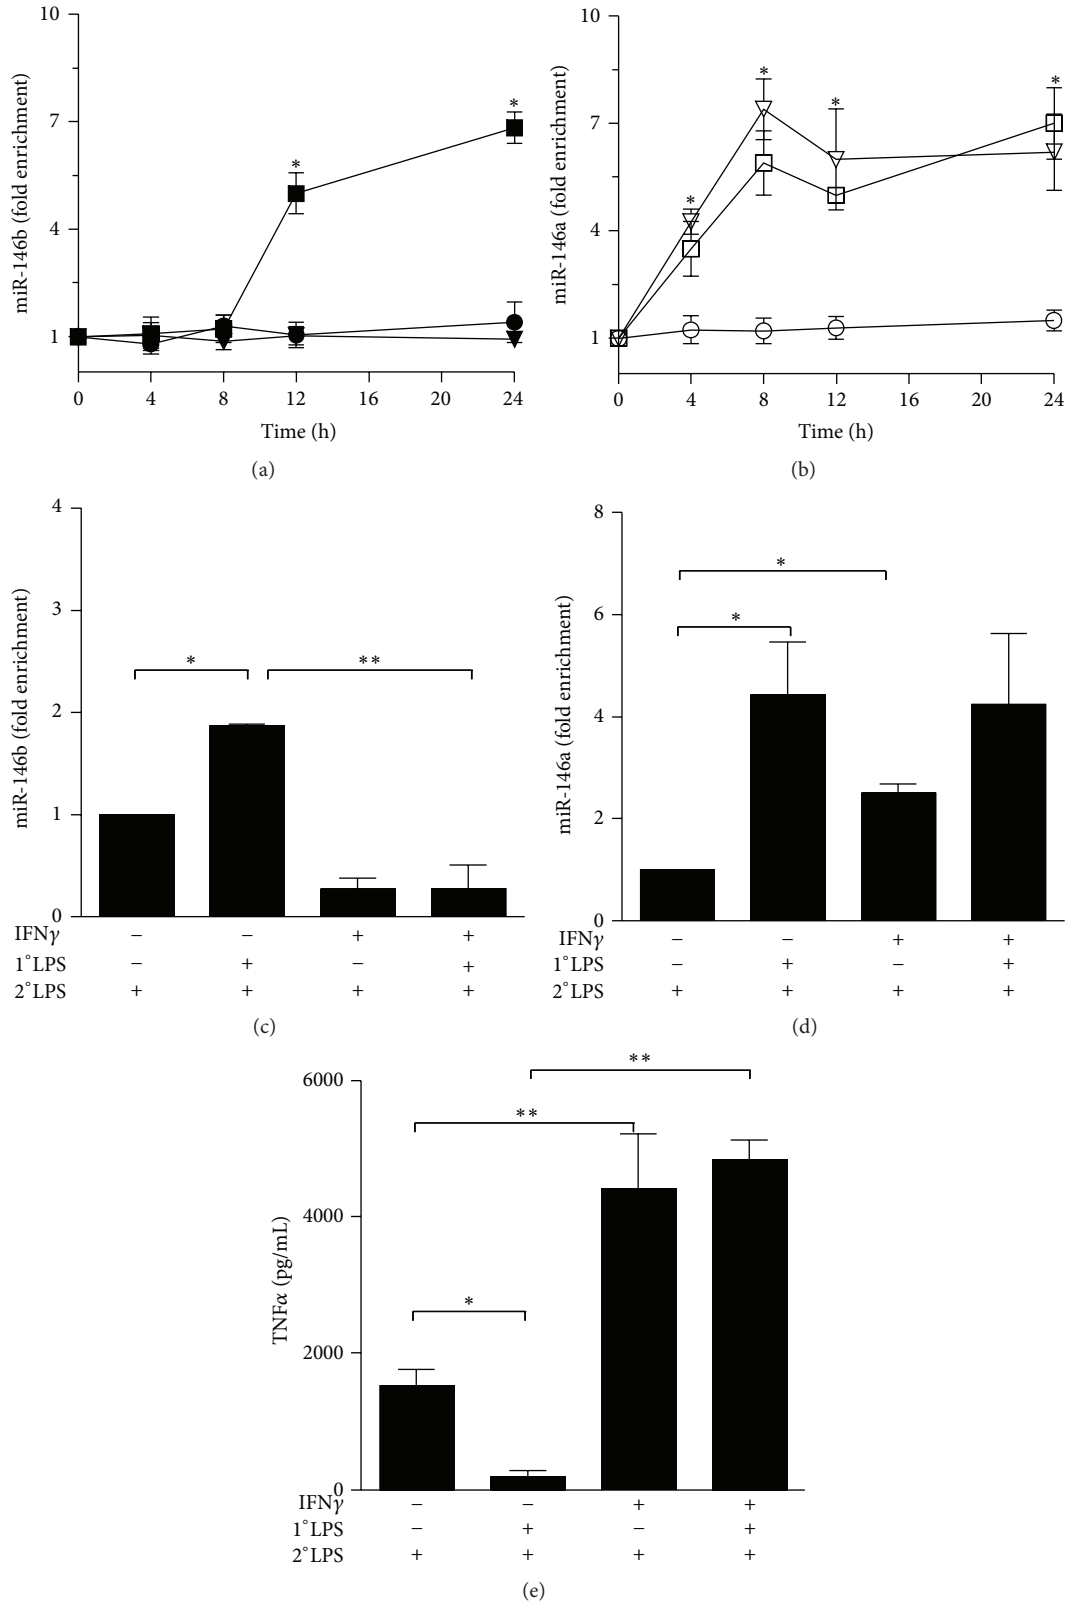 10
7
4
1
miR-146b (fold enrichment)
*
*
0 4 8 12 16 20 24
Time (h)
(a)
10
7
4
1
miR-146a (fold enrichment)
*
*
*
*
0 4 8 12 16 20 24
Time (h)
(b)
4
3
2
1
0
miR-146b (fold enrichment)
* **
IFNγ − − + +
1°LPS − + − +
2°LPS + + + +
(c)
8
6
4
2
0
miR-146a (fold enrichment)
*
*
IFNγ − − + +
1°LPS − + − +
2°LPS + + + +
(d)
6000
4000
2000
0
TNFα (pg/mL)
**
**
*
IFNγ − − + +
1°LPS − + − +
2°LPS + + + +
(e)